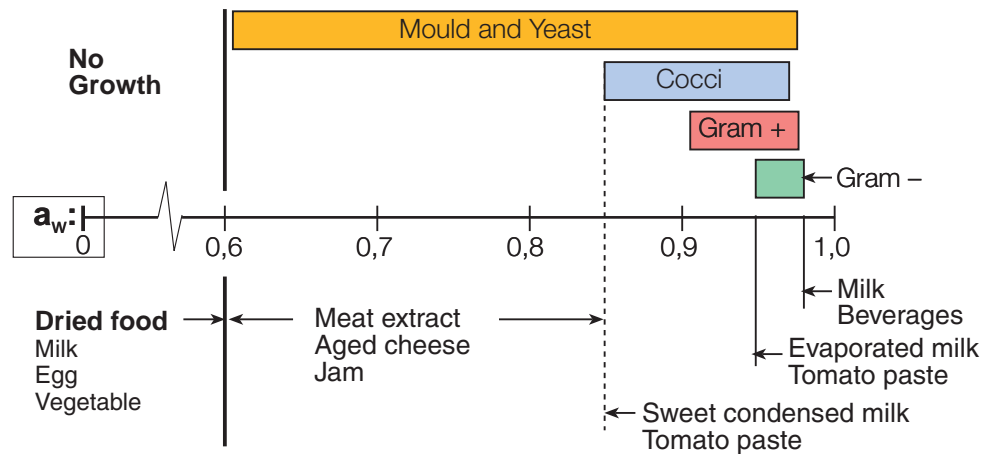 Mould and Yeast
No
Growth
Cocci
Gram +
Gram –
aw:
0
0,6
0,7
0,8
0,9
1,0
Dried food
Milk
Egg
Vegetable
Meat extract
Aged cheese
Jam
Milk
Beverages
Evaporated milk
Tomato paste
Sweet condensed milk
Tomato paste